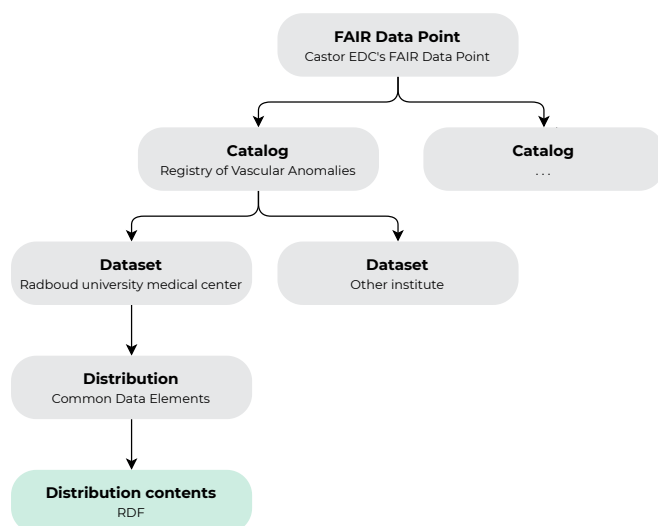 FAIR Data Point
Castor EDC's FAIR Data Point
Catalog
Registry of Vascular Anomalies
Catalog
...
Dataset
Radboud university medical center
Dataset
Other institute
Distribution
Common Data Elements
Distribution contents
RDF